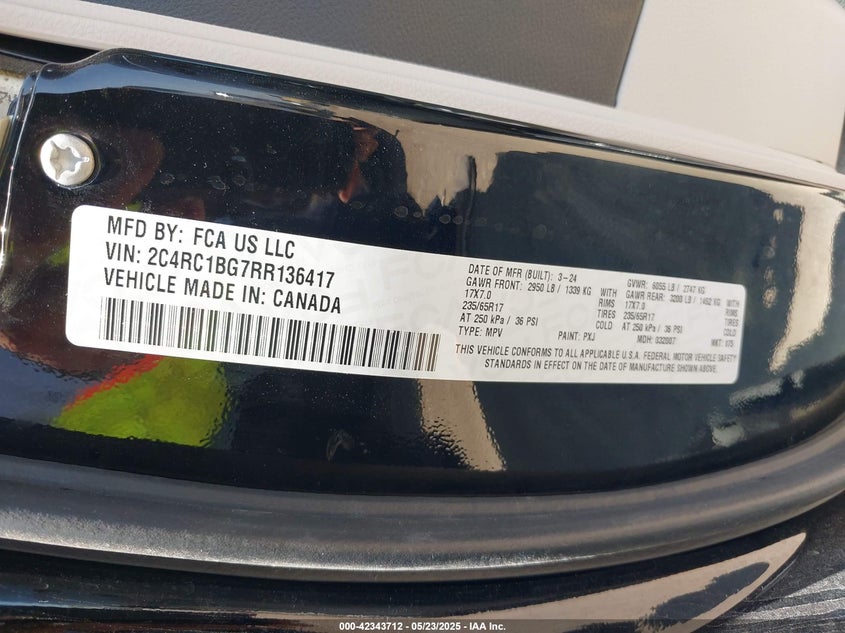 MFD BY: FCA US LLC
VIN: 2C4RC1BG7RR136417
VEHICLE MADE IN: CANADA
DATE OF MFR (BUILT): 3-24 GVWR: 6055 LB / 2747 KG
GAWR FRONT: 2950 LB / 1339 KG WITH GAWR REAR: 3200 LB / 1452 KG WITH
17X7.0 RIMS 17X7.0 RIMS
235/65R17 TIRES 235/65R17 TIRES
AT 250 kPa / 36 PSI COLD AT 250 kPa / 36 PSI COLD
TYPE: MPV PAINT: PXJ MDH: 032007 MKT: 075
THIS VEHICLE CONFORMS TO ALL APPLICABLE U.S.A. FEDERAL MOTOR VEHICLE SAFETY
STANDARDS IN EFFECT ON THE DATE OF MANUFACTURE SHOWN ABOVE.
000-42343712 - 05/23/2025 - IAA Inc.